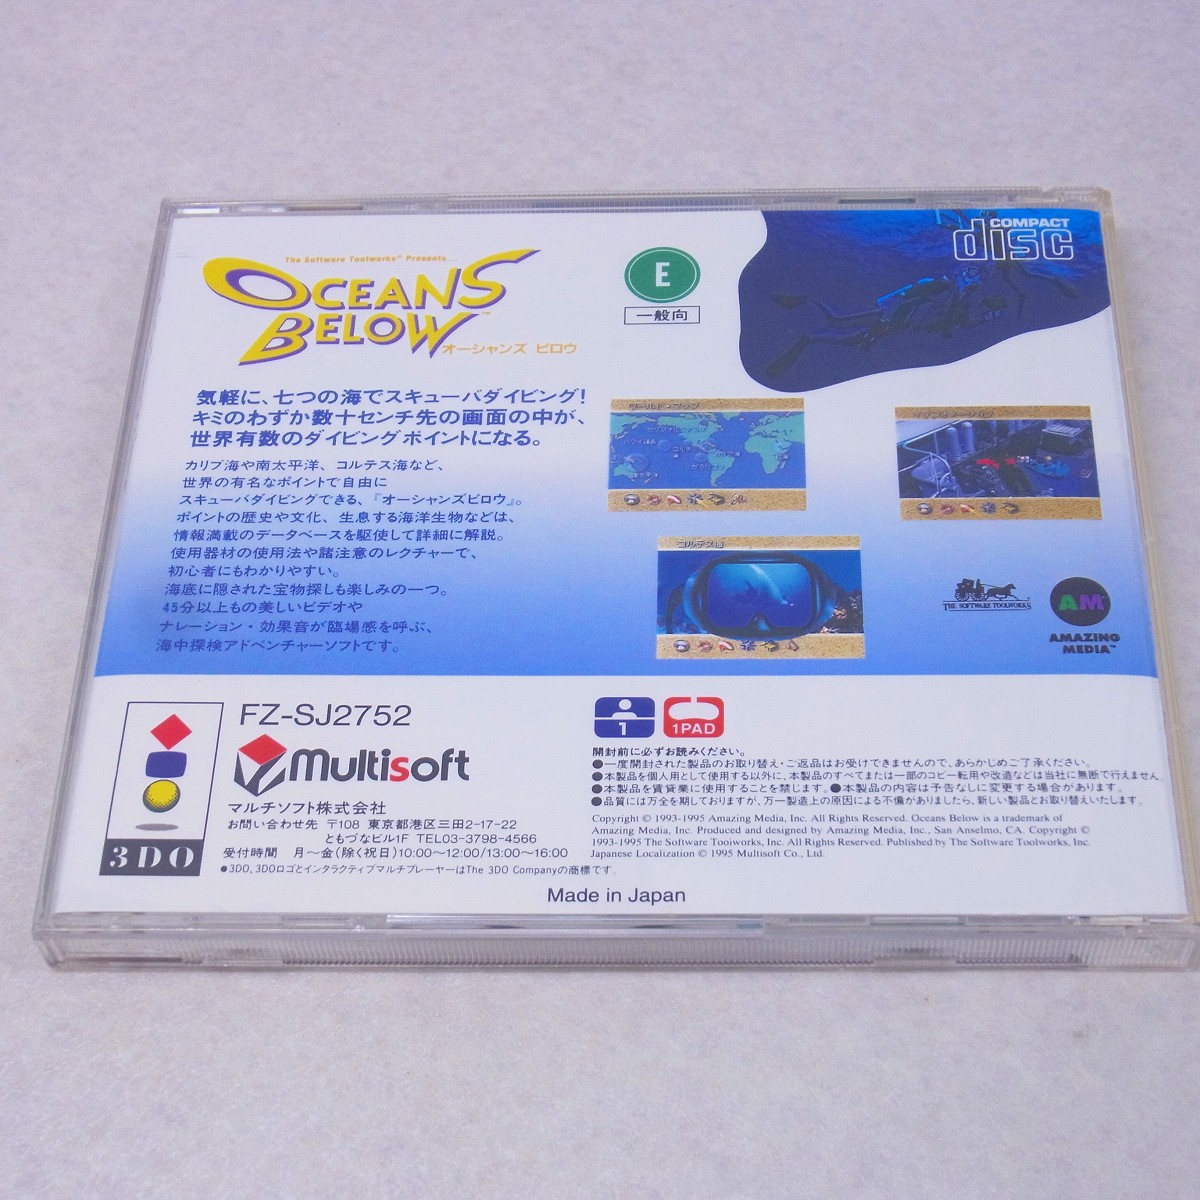 The Software Toolworks® Presents...
OCEANS
BELOW™
オーシャンズ ビロウ
E
一般向
COMPACT
disc
気軽に、七つの海でスキューバダイビング!
キミのわずか数十センチ先の画面の中が、
世界有数のダイビングポイントになる。
カリブ海や南太平洋、コルテス海など、
世界の有名なポイントで自由に
スキューバダイビングできる、『オーシャンズビロウ』。
ポイントの歴史や文化、生息する海洋生物などは、
情報満載のデータベースを駆使して詳細に解説。
使用器材の使用法や諸注意のレクチャーで、
初心者にもわかりやすい。
海底に隠された宝物探しも楽しみの一つ。
45分以上もの美しいビデオや
ナレーション・効果音が臨場感を呼ぶ、
海中探検アドベンチャーソフトです。
ワールド・マップ
コルテス海
THE SOFTWARE TOOLWORKS
AM
AMAZING
MEDIA™
3DO
FZ-SJ2752
Multisoft
マルチソフト株式会社
お問い合わせ先 〒108 東京都港区三田2-17-22
ともづなビル1F TEL03-3798-4566
受付時間 月〜金(除く祝日)10:00〜12:00/13:00〜16:00
●3DO、3DOロゴとインタラクティブマルチプレーヤーはThe 3DO Companyの商標です。
1
1PAD
開封前に必ずお読みください。
●一度開封された製品のお取り替え・ご返品はお受けできませんので、あらかじめご了承ください。
●本製品を個人用として使用する以外に、本製品のすべてまたは一部のコピー転用や改造などは当社に無断で行えません。
●本製品を賃貸業に使用することを禁じます。●本製品の内容は予告なしに変更する場合があります。
●品質には万全を期しておりますが、万一製造上の原因による不備がありましたら、新しい製品とお取り替えいたします。
Copyright © 1993-1995 Amazing Media, Inc. All Rights Reserved. Oceans Below is a trademark of
Amazing Media, Inc. Produced and designed by Amazing Media, Inc., San Anselmo, CA. Copyright ©
1993-1995 The Software Toolworks, Inc. All Rights Reserved. Published by The Software Toolworks, Inc.
Japanese Localization © 1995 Multisoft Co., Ltd.
Made in Japan